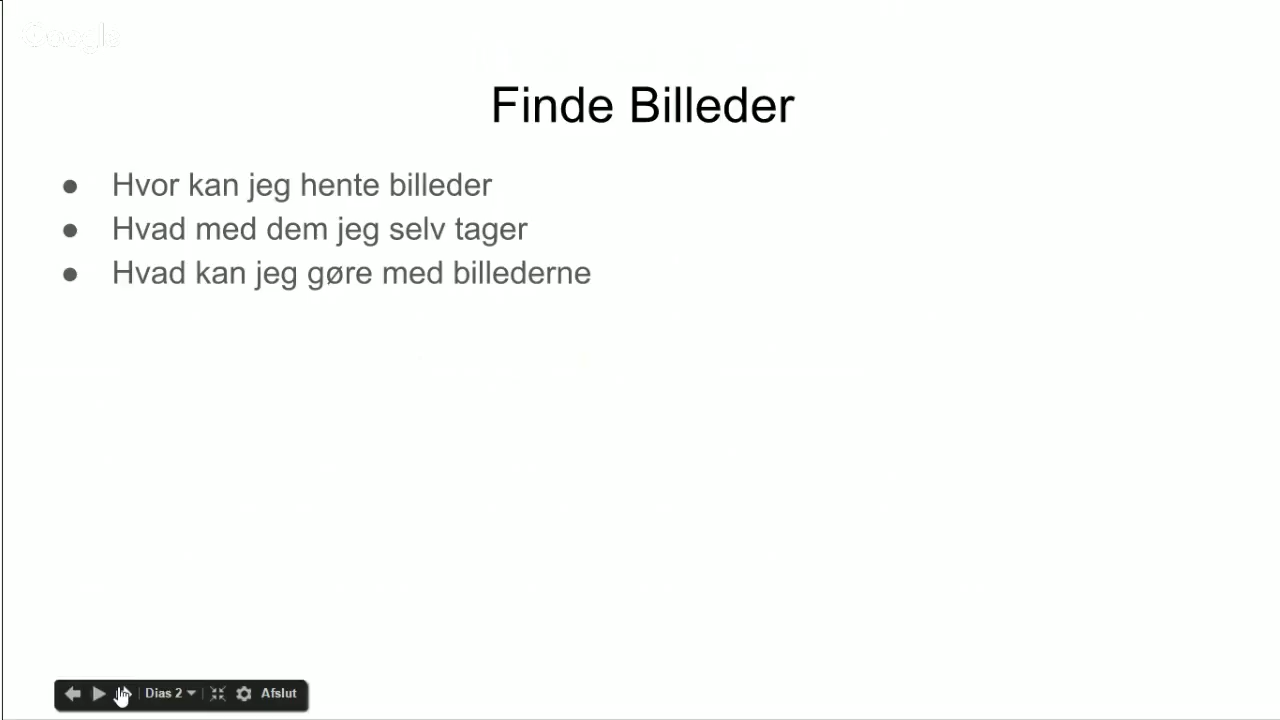 Google
Finde Billeder
● Hvor kan jeg hente billeder
● Hvad med dem jeg selv tager
● Hvad kan jeg gøre med billederne
Dias 2 Afslut